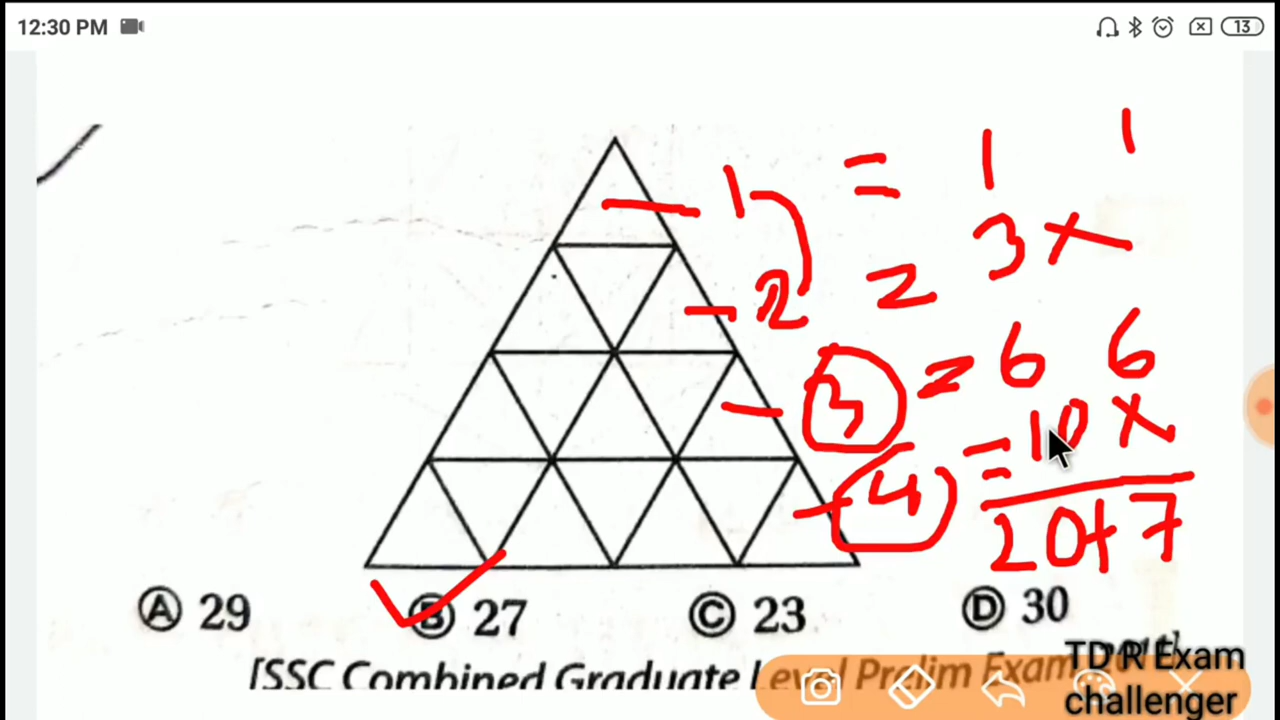 12:30 PM 13
1 = 1 1
2 = 3 x
3 = 6 6
4 = 10 x
20+7
Ⓐ 29 Ⓑ 27 Ⓒ 23 Ⓓ 30
[SSC Combined Graduate Level Prelim Exam
TDR Exam
challenger